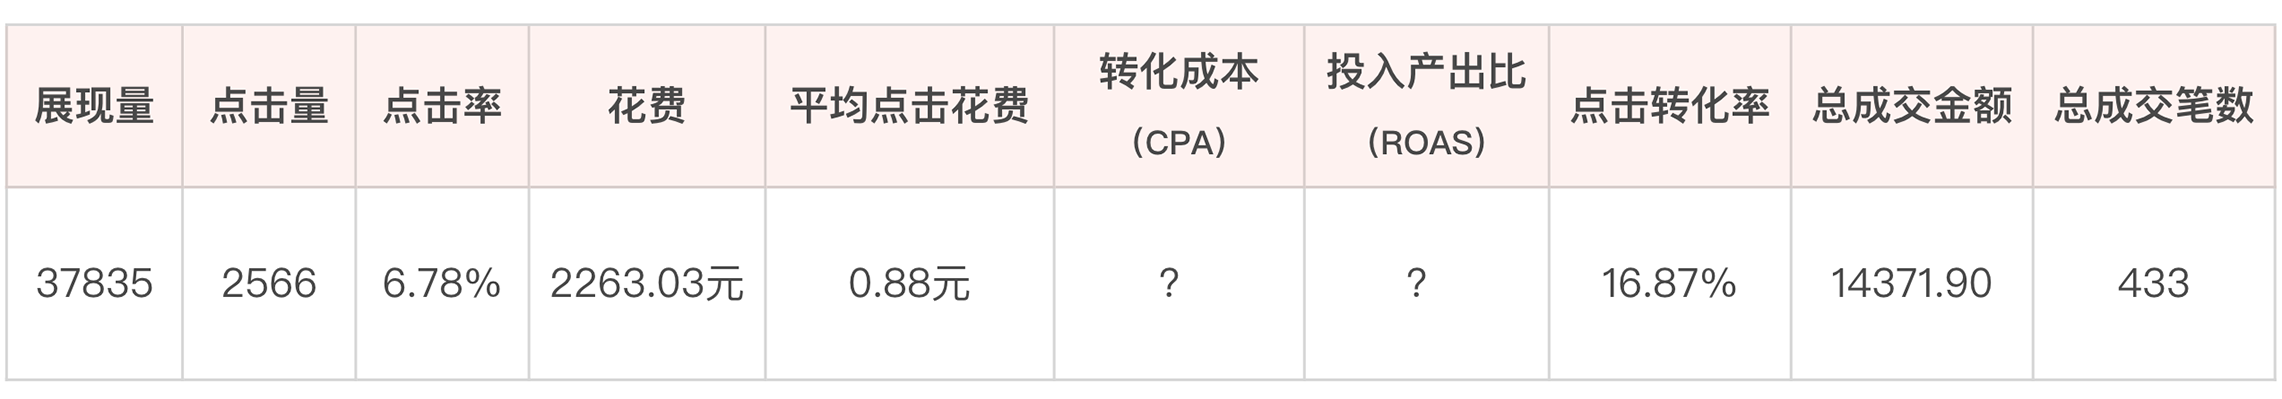 展现量 点击量 点击率 花费 平均点击花费 转化成本 (CPA) 投入产出比 (ROAS) 点击转化率 总成交金额 总成交笔数
37835 2566 6.78% 2263.03元 0.88元 ? ? 16.87% 14371.90 433